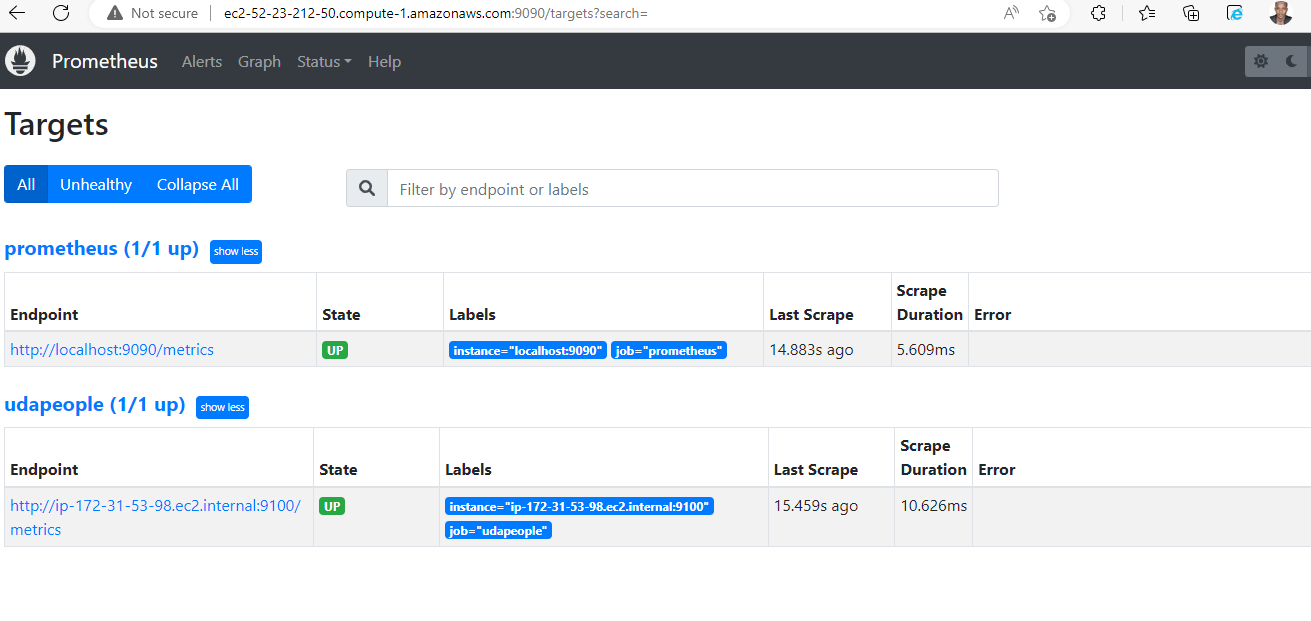 Not secure
ec2-52-23-212-50.compute-1.amazonaws.com:9090/targets?search=
Prometheus Alerts Graph Status Help
Targets
All Unhealthy Collapse All
Filter by endpoint or labels
prometheus (1/1 up) show less
Endpoint State Labels Last Scrape Scrape Duration Error
http://localhost:9090/metrics UP instance="localhost:9090" job="prometheus" 14.883s ago 5.609ms
udapeople (1/1 up) show less
Endpoint State Labels Last Scrape Scrape Duration Error
http://ip-172-31-53-98.ec2.internal:9100/ UP instance="ip-172-31-53-98.ec2.internal:9100" 15.459s ago 10.626ms
metrics job="udapeople"